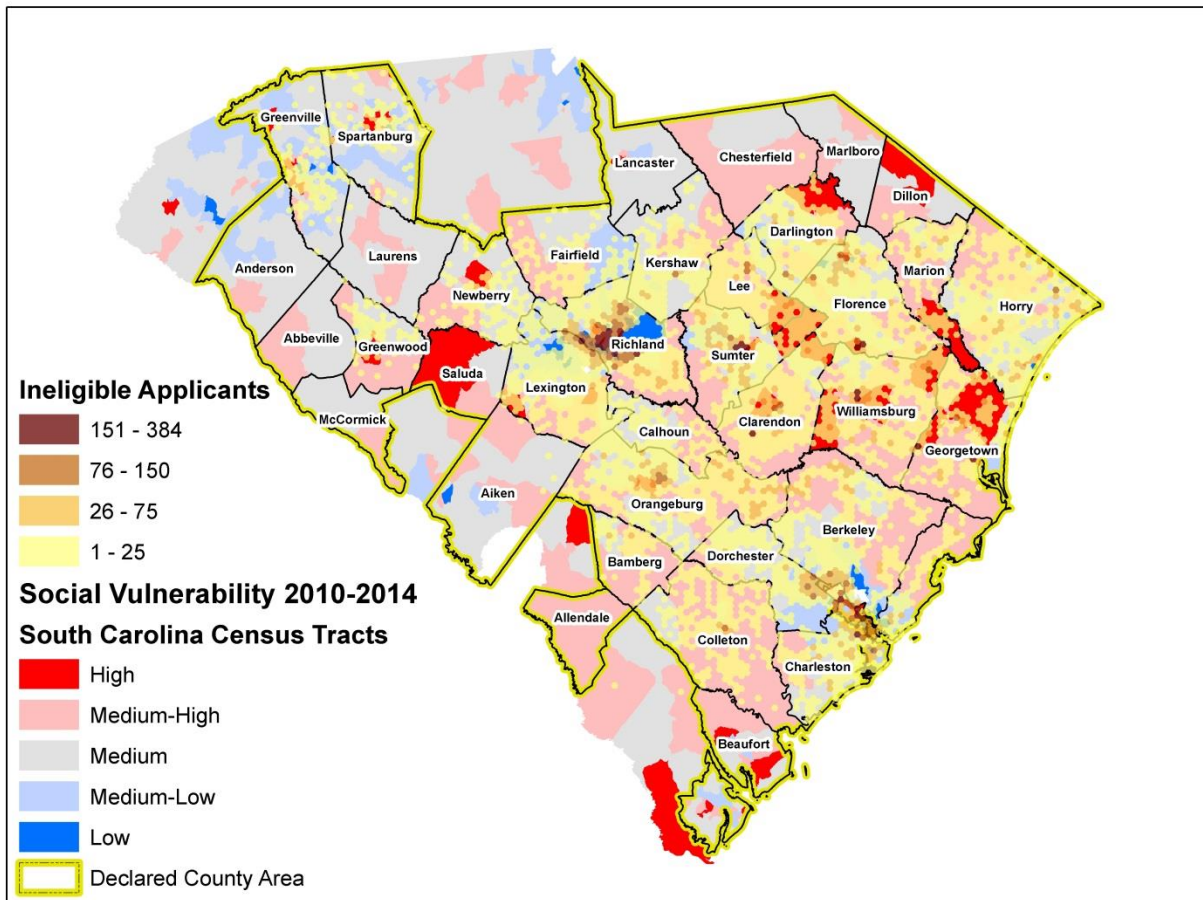 Greenville
Spartanburg
Lancaster
Chesterfield
Marlboro
Dillon
Darlington
Anderson
Laurens
Fairfield
Kershaw
Marion
Newberry
Lee
Florence
Horry
Abbeville
Greenwood
Richland
Sumter
Saluda
Lexington
McCormick
Calhoun
Clarendon
Williamsburg
Georgetown
Aiken
Orangeburg
Berkeley
Bamberg
Dorchester
Allendale
Colleton
Charleston
Beaufort
Ineligible Applicants
151 - 384
76 - 150
26 - 75
1 - 25
Social Vulnerability 2010-2014
South Carolina Census Tracts
High
Medium-High
Medium
Medium-Low
Low
Declared County Area